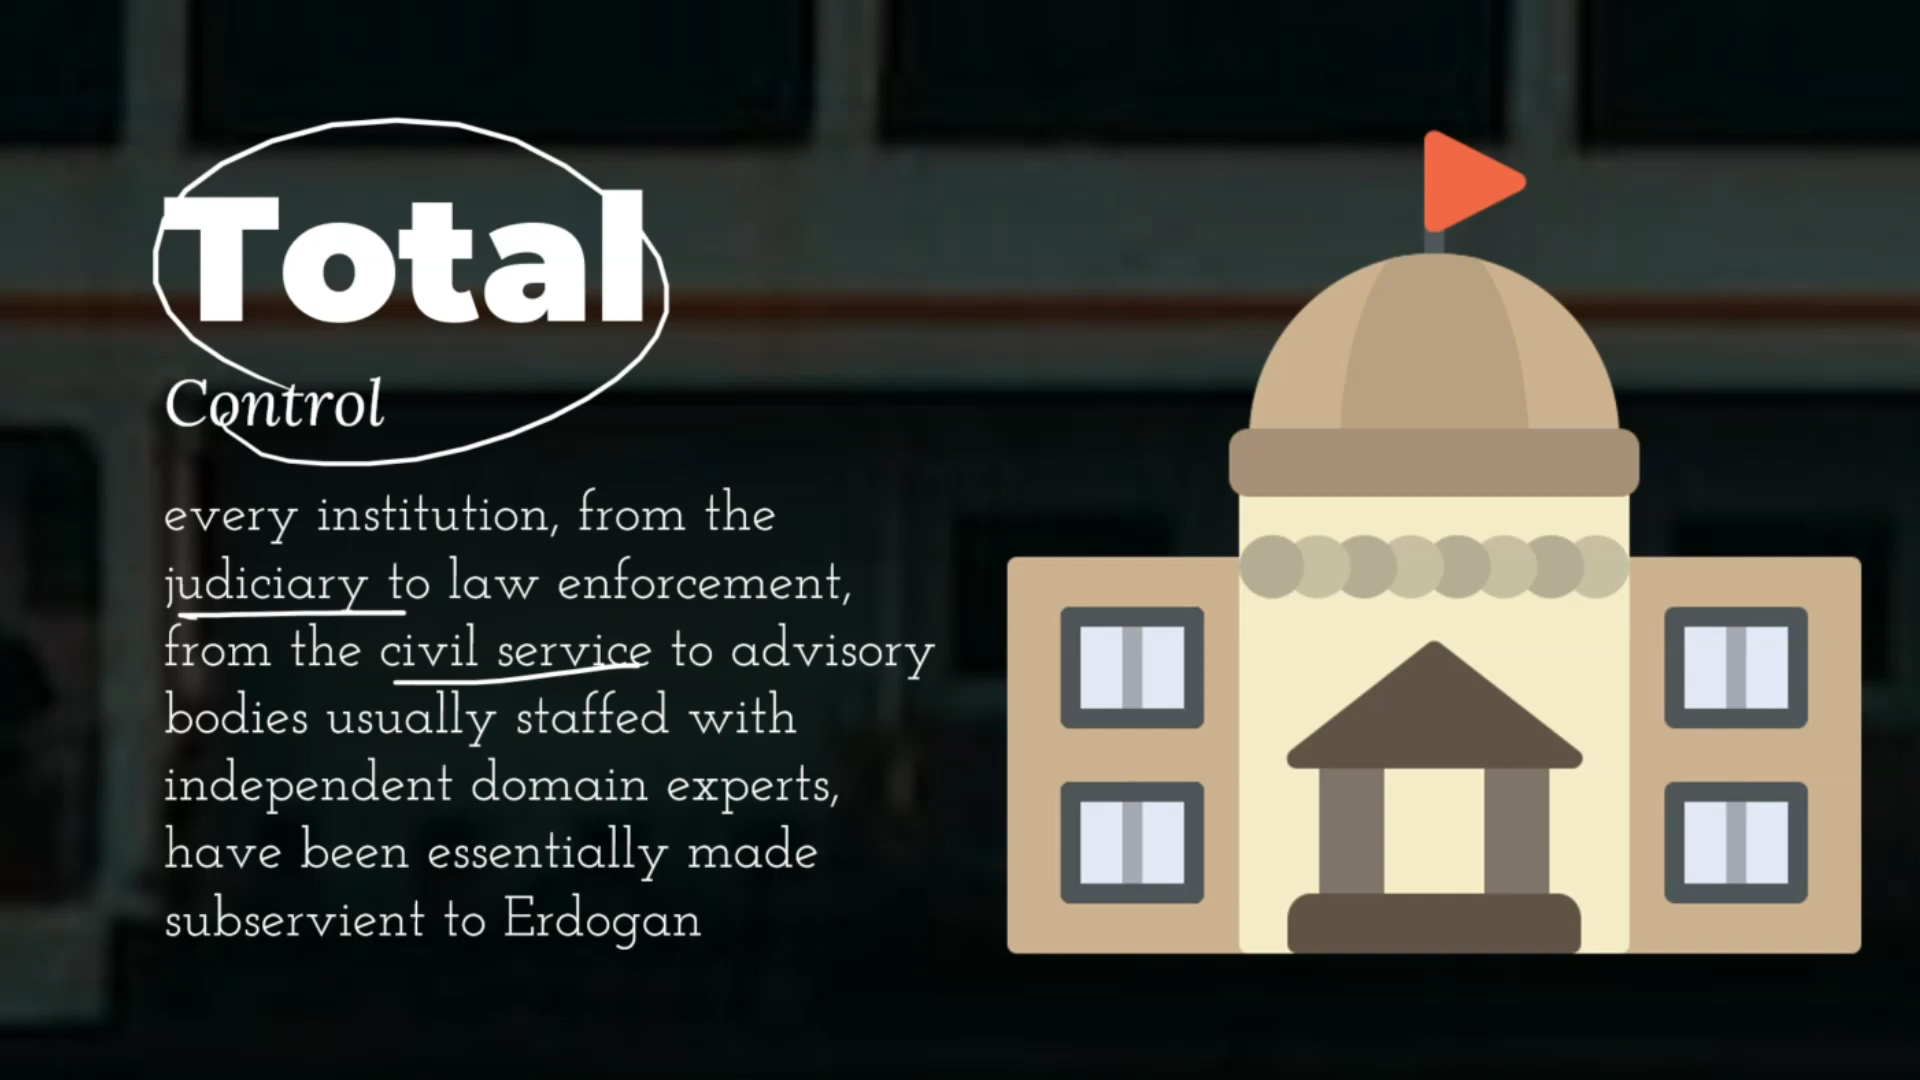 Total
Control
every institution, from the
judiciary to law enforcement,
from the civil service to advisory
bodies usually staffed with
independent domain experts,
have been essentially made
subservient to Erdogan